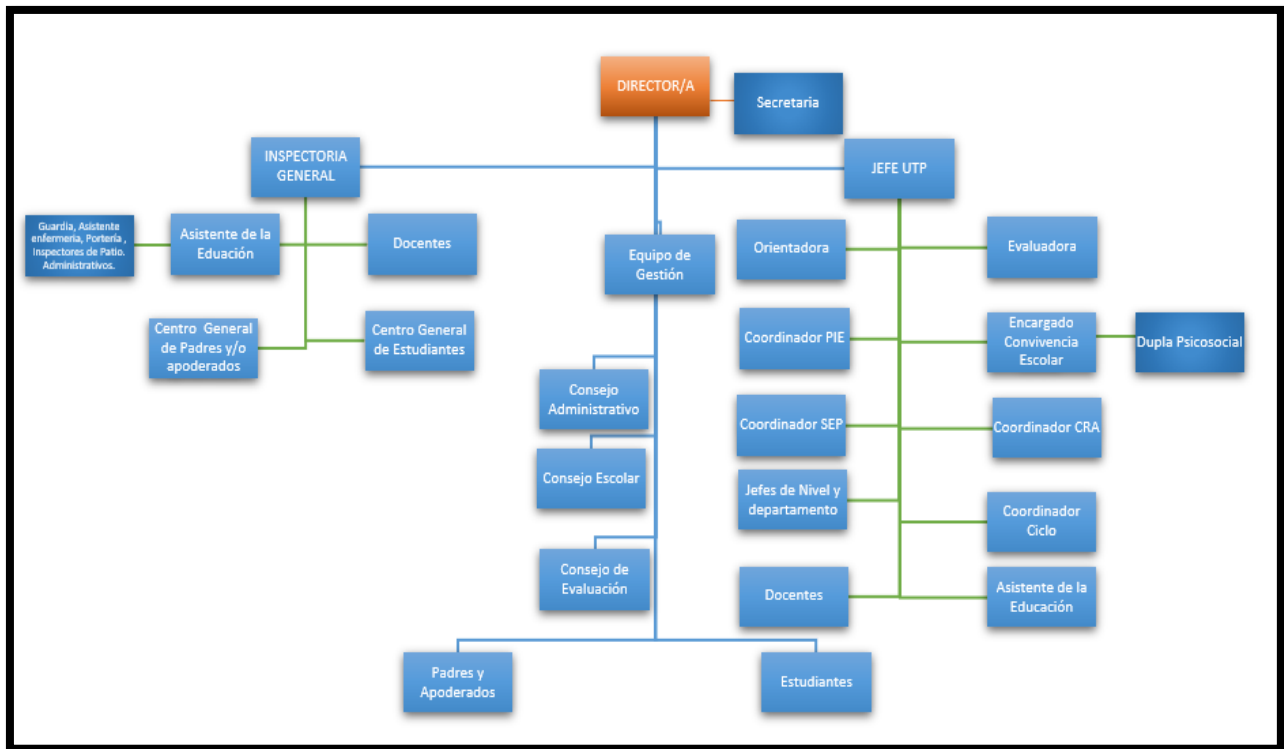 DIRECTOR/A
Secretaria
INSPECTORIA
GENERAL
JEFE UTP
Guardia, Asistente
enfermería, Portería ,
Inspectores de Patio.
Administrativos.
Asistente de la
Eduación
Docentes
Equipo de
Gestión
Orientadora
Evaluadora
Centro General
de Padres y/o
apoderados
Centro General
de Estudiantes
Coordinador PIE
Encargado
Convivencia
Escolar
Dupla Psicosocial
Consejo
Administrativo
Coordinador SEP
Coordinador CRA
Consejo Escolar
Jefes de Nivel y
departamento
Coordinador
Ciclo
Consejo de
Evaluación
Docentes
Asistente de la
Educación
Padres y
Apoderados
Estudiantes